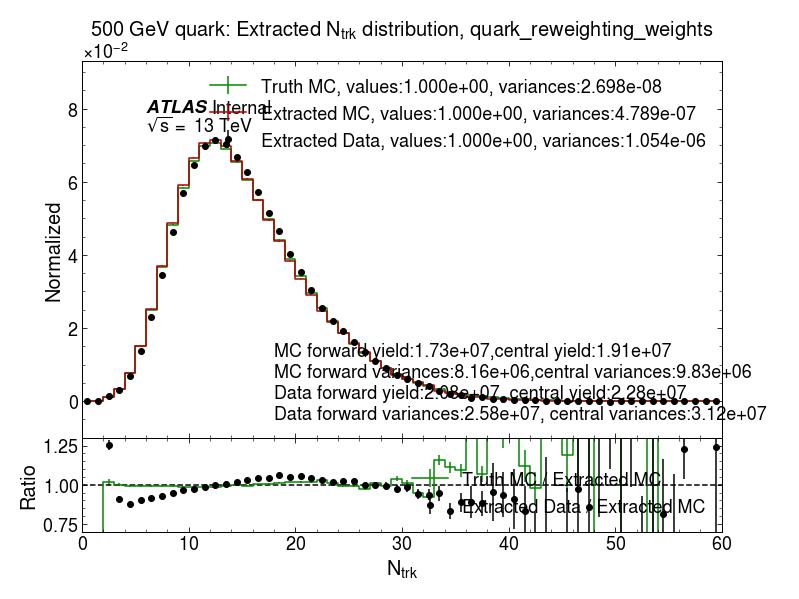 500 GeV quark: Extracted N_trk distribution, quark_reweighting_weights
×10⁻²
Truth MC, values:1.000e+00, variances:2.698e-08
ATLAS Internal
Extracted MC, values:1.000e+00, variances:4.789e-07
√s = 13 TeV
Extracted Data, values:1.000e+00, variances:1.054e-06
8
6
4
2
0
Normalized
MC forward yield:1.73e+07,central yield:1.91e+07
MC forward variances:8.16e+06,central variances:9.83e+06
Data forward yield:2.08e+07, central yield:2.28e+07
Data forward variances:2.58e+07, central variances:3.12e+07
1.25
1.00
0.75
Ratio
Truth MC / Extracted MC
Extracted Data / Extracted MC
0 10 20 30 40 50 60
N_trk